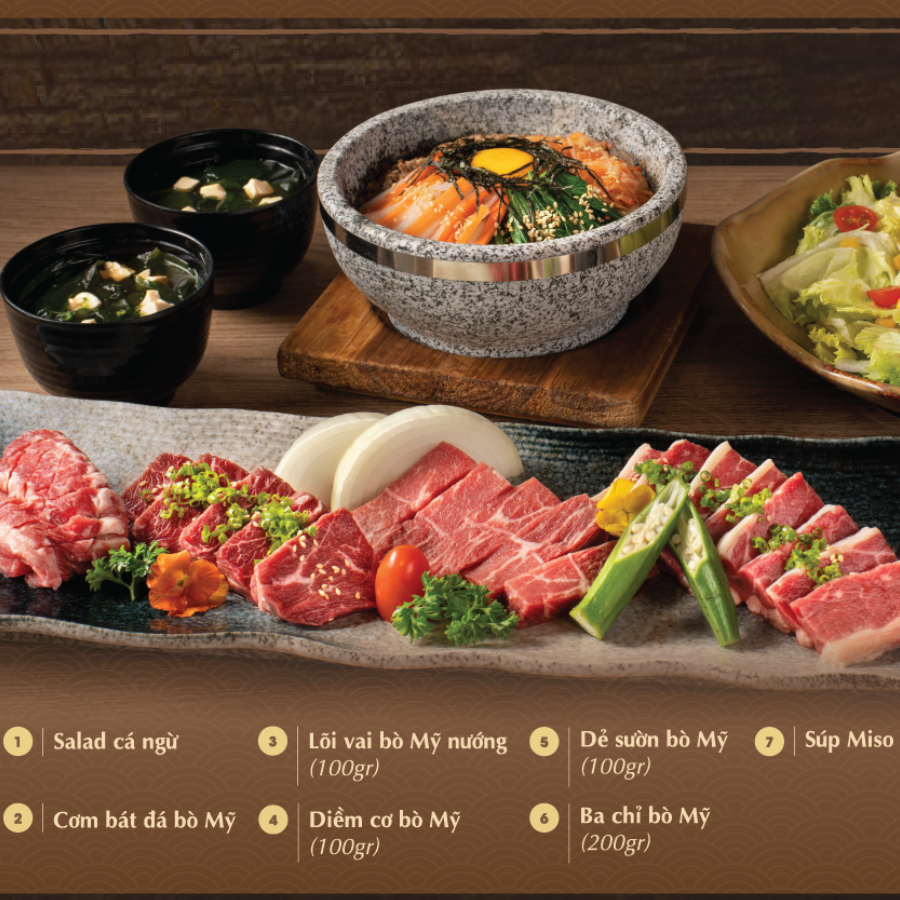 1 Salad cá ngừ
2 Cơm bát đá bò Mỹ
3 Lõi vai bò Mỹ nướng
(100gr)
4 Diềm cơ bò Mỹ
(100gr)
5 Dẻ sườn bò Mỹ
(100gr)
6 Ba chỉ bò Mỹ
(200gr)
7 Súp Miso